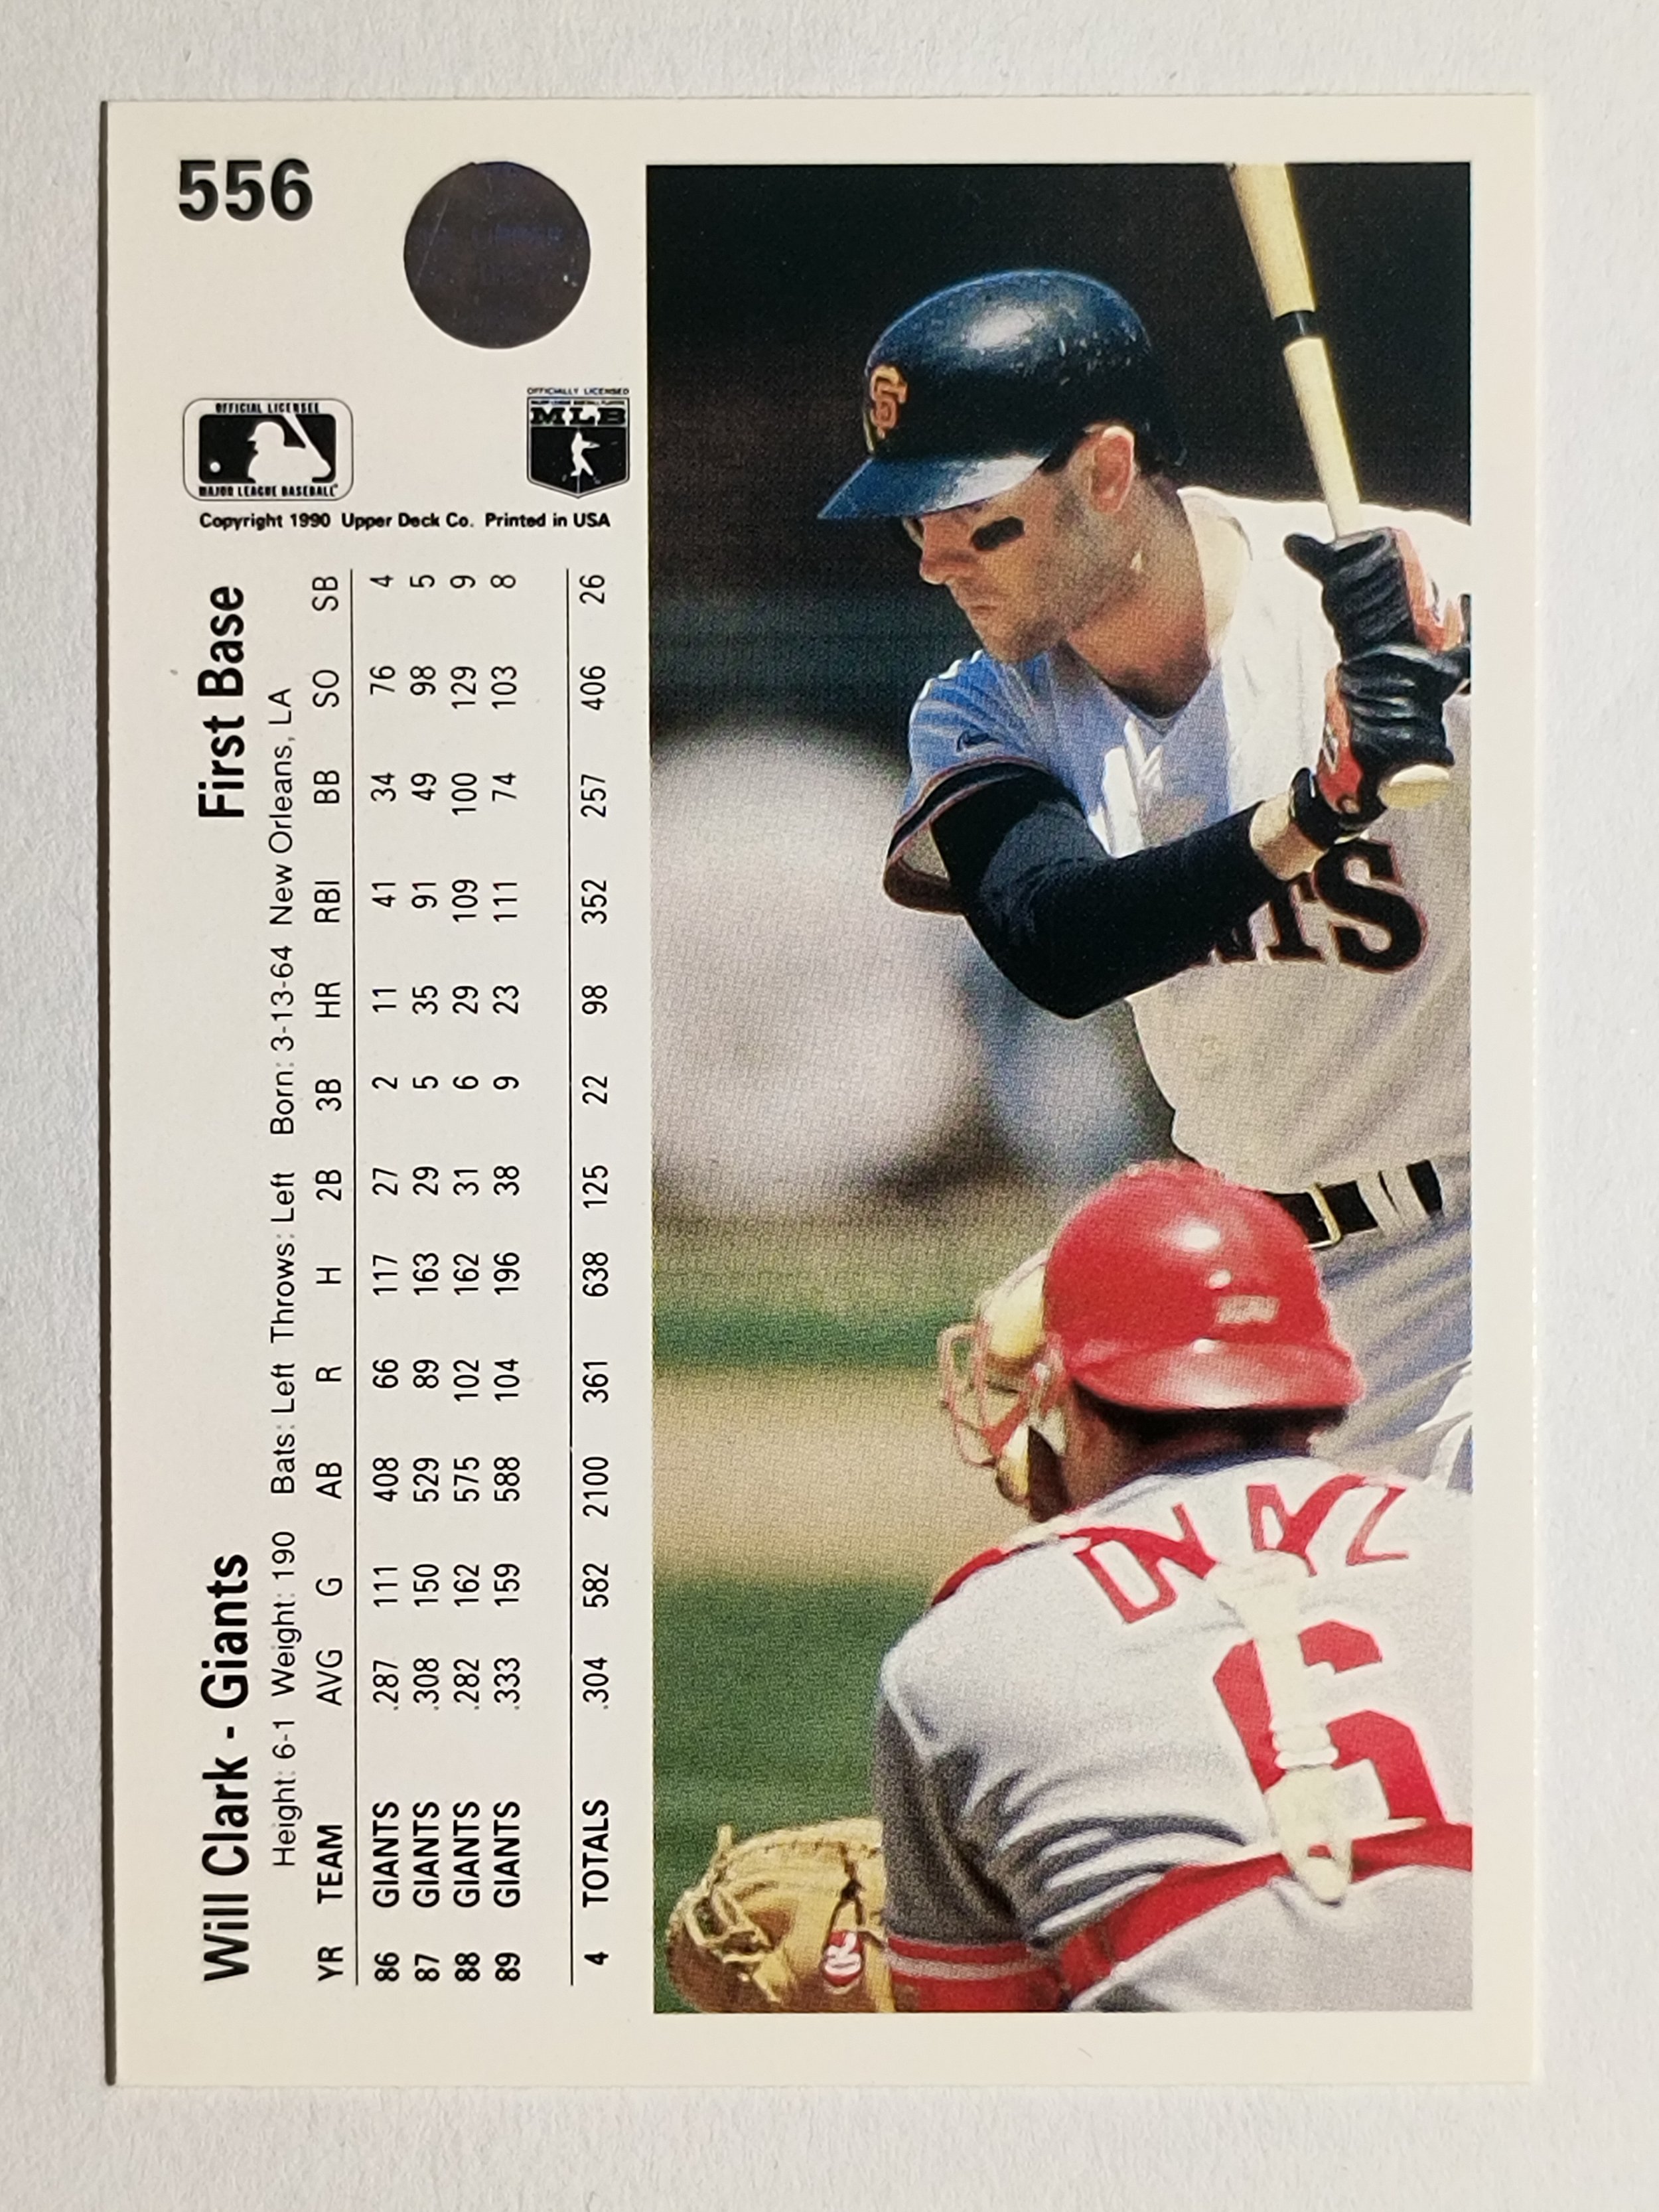 556
Will Clark - Giants First Base
Height: 6-1 Weight: 190 Bats: Left Throws: Left Born: 3-13-64 New Orleans, LA
YR TEAM AVG G AB R H 2B 3B HR RBI BB SO SB
86 GIANTS .287 111 408 66 117 27 2 11 41 34 76 4
87 GIANTS .308 150 529 89 163 29 5 35 91 49 98 5
88 GIANTS .282 162 575 102 162 31 6 29 109 100 129 9
89 GIANTS .333 159 588 104 196 38 9 23 111 74 103 8
4 TOTALS .304 582 2100 361 638 125 22 98 352 257 406 26
Copyright 1990 Upper Deck Co. Printed in USA
OFFICIAL LICENSEE
MAJOR LEAGUE BASEBALL
OFFICIALLY LICENSED
MLB
UPPER
SF
NTS
DIAZ
6
R